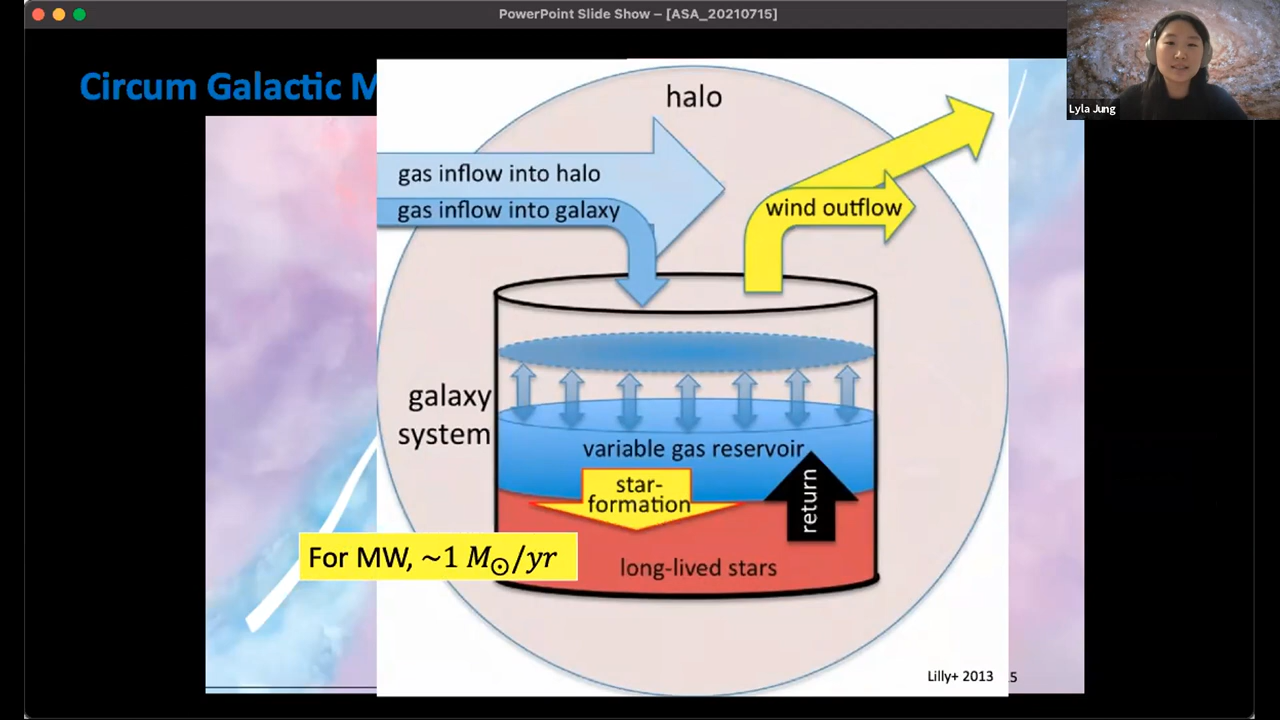 PowerPoint Slide Show – [ASA_20210715]
Lyla Jung
Circum Galactic M
halo
gas inflow into halo
gas inflow into galaxy
wind outflow
galaxy
system
variable gas reservoir
star-
formation
return
For MW, ~1 M☉/yr
long-lived stars
Lilly+ 2013
5